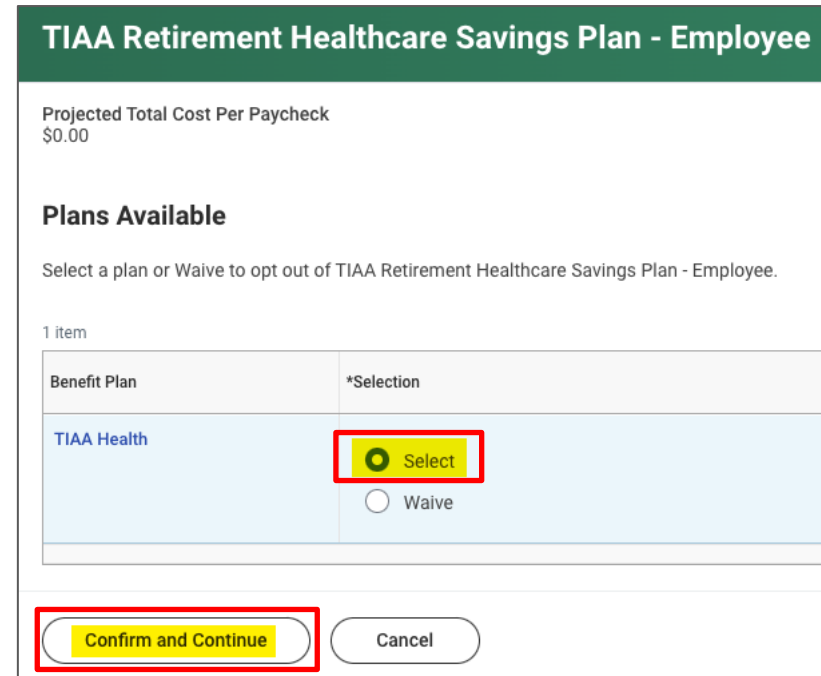 TIAA Retirement Healthcare Savings Plan - Employee
Projected Total Cost Per Paycheck
$0.00
Plans Available
Select a plan or Waive to opt out of TIAA Retirement Healthcare Savings Plan - Employee.
1 item
Benefit Plan *Selection
TIAA Health
Select
Waive
Confirm and Continue Cancel